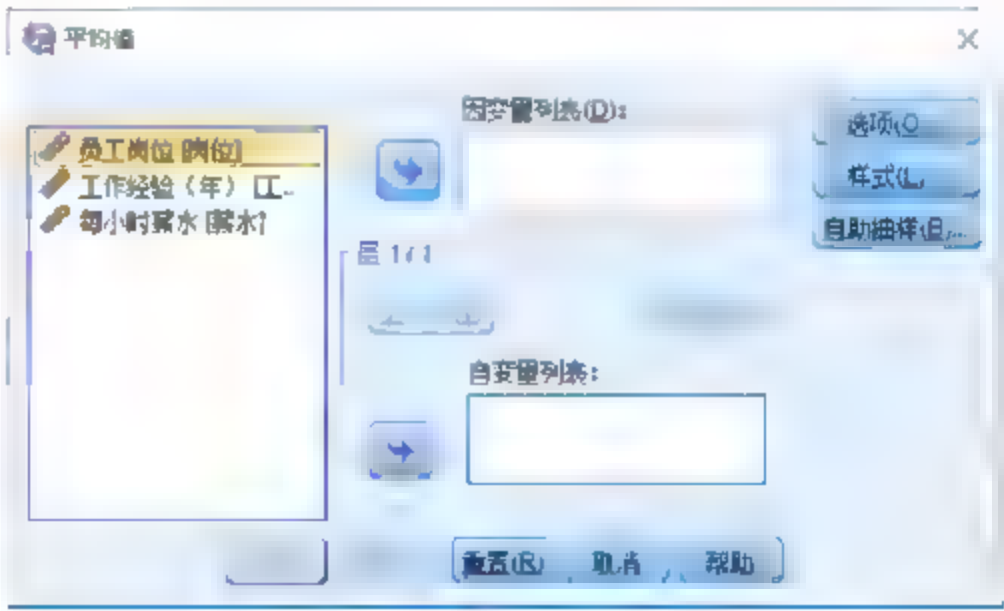 平均值
因变量列表(D):
员工岗位 [岗位]
工作经验（年） [工...
每小时薪水 [薪水]
选项(O
样式(L
自助抽样(B...
层 1 / 1
自变量列表:
重置(R)
取消
帮助